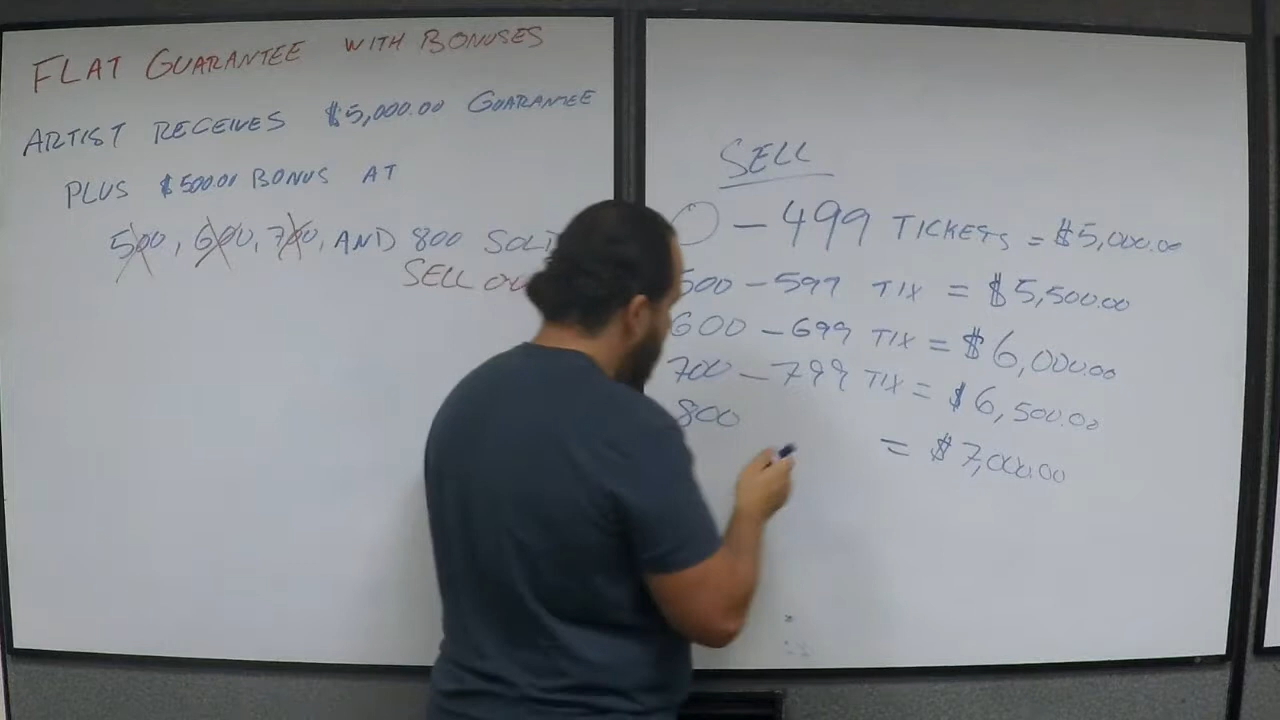 FLAT GUARANTEE WITH BONUSES
ARTIST RECEIVES $5,000.00 GUARANTEE
PLUS $500.00 BONUS AT
500, 600, 700, AND 800 SOL
SELL OU
SELL
0 - 499 TICKETS = $5,000.00
500 - 599 TIX = $5,500.00
600 - 699 TIX = $6,000.00
700 - 799 TIX = $6,500.00
800 = $7,000.00